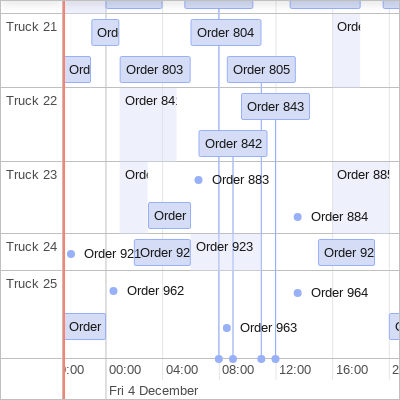 Truck 21
Ord
Order 804
Ord
Ord
Order 803
Order 805
Truck 22
Order 84
Order 843
Order 842
Truck 23
Ord
Order 883
Order 88
Order
Order 884
Truck 24
Order 921
Order 92
Order 923
Order 92
Truck 25
Order 962
Order 964
Order
Order 963
:00
00:00
04:00
08:00
12:00
16:00
2
Fri 4 December